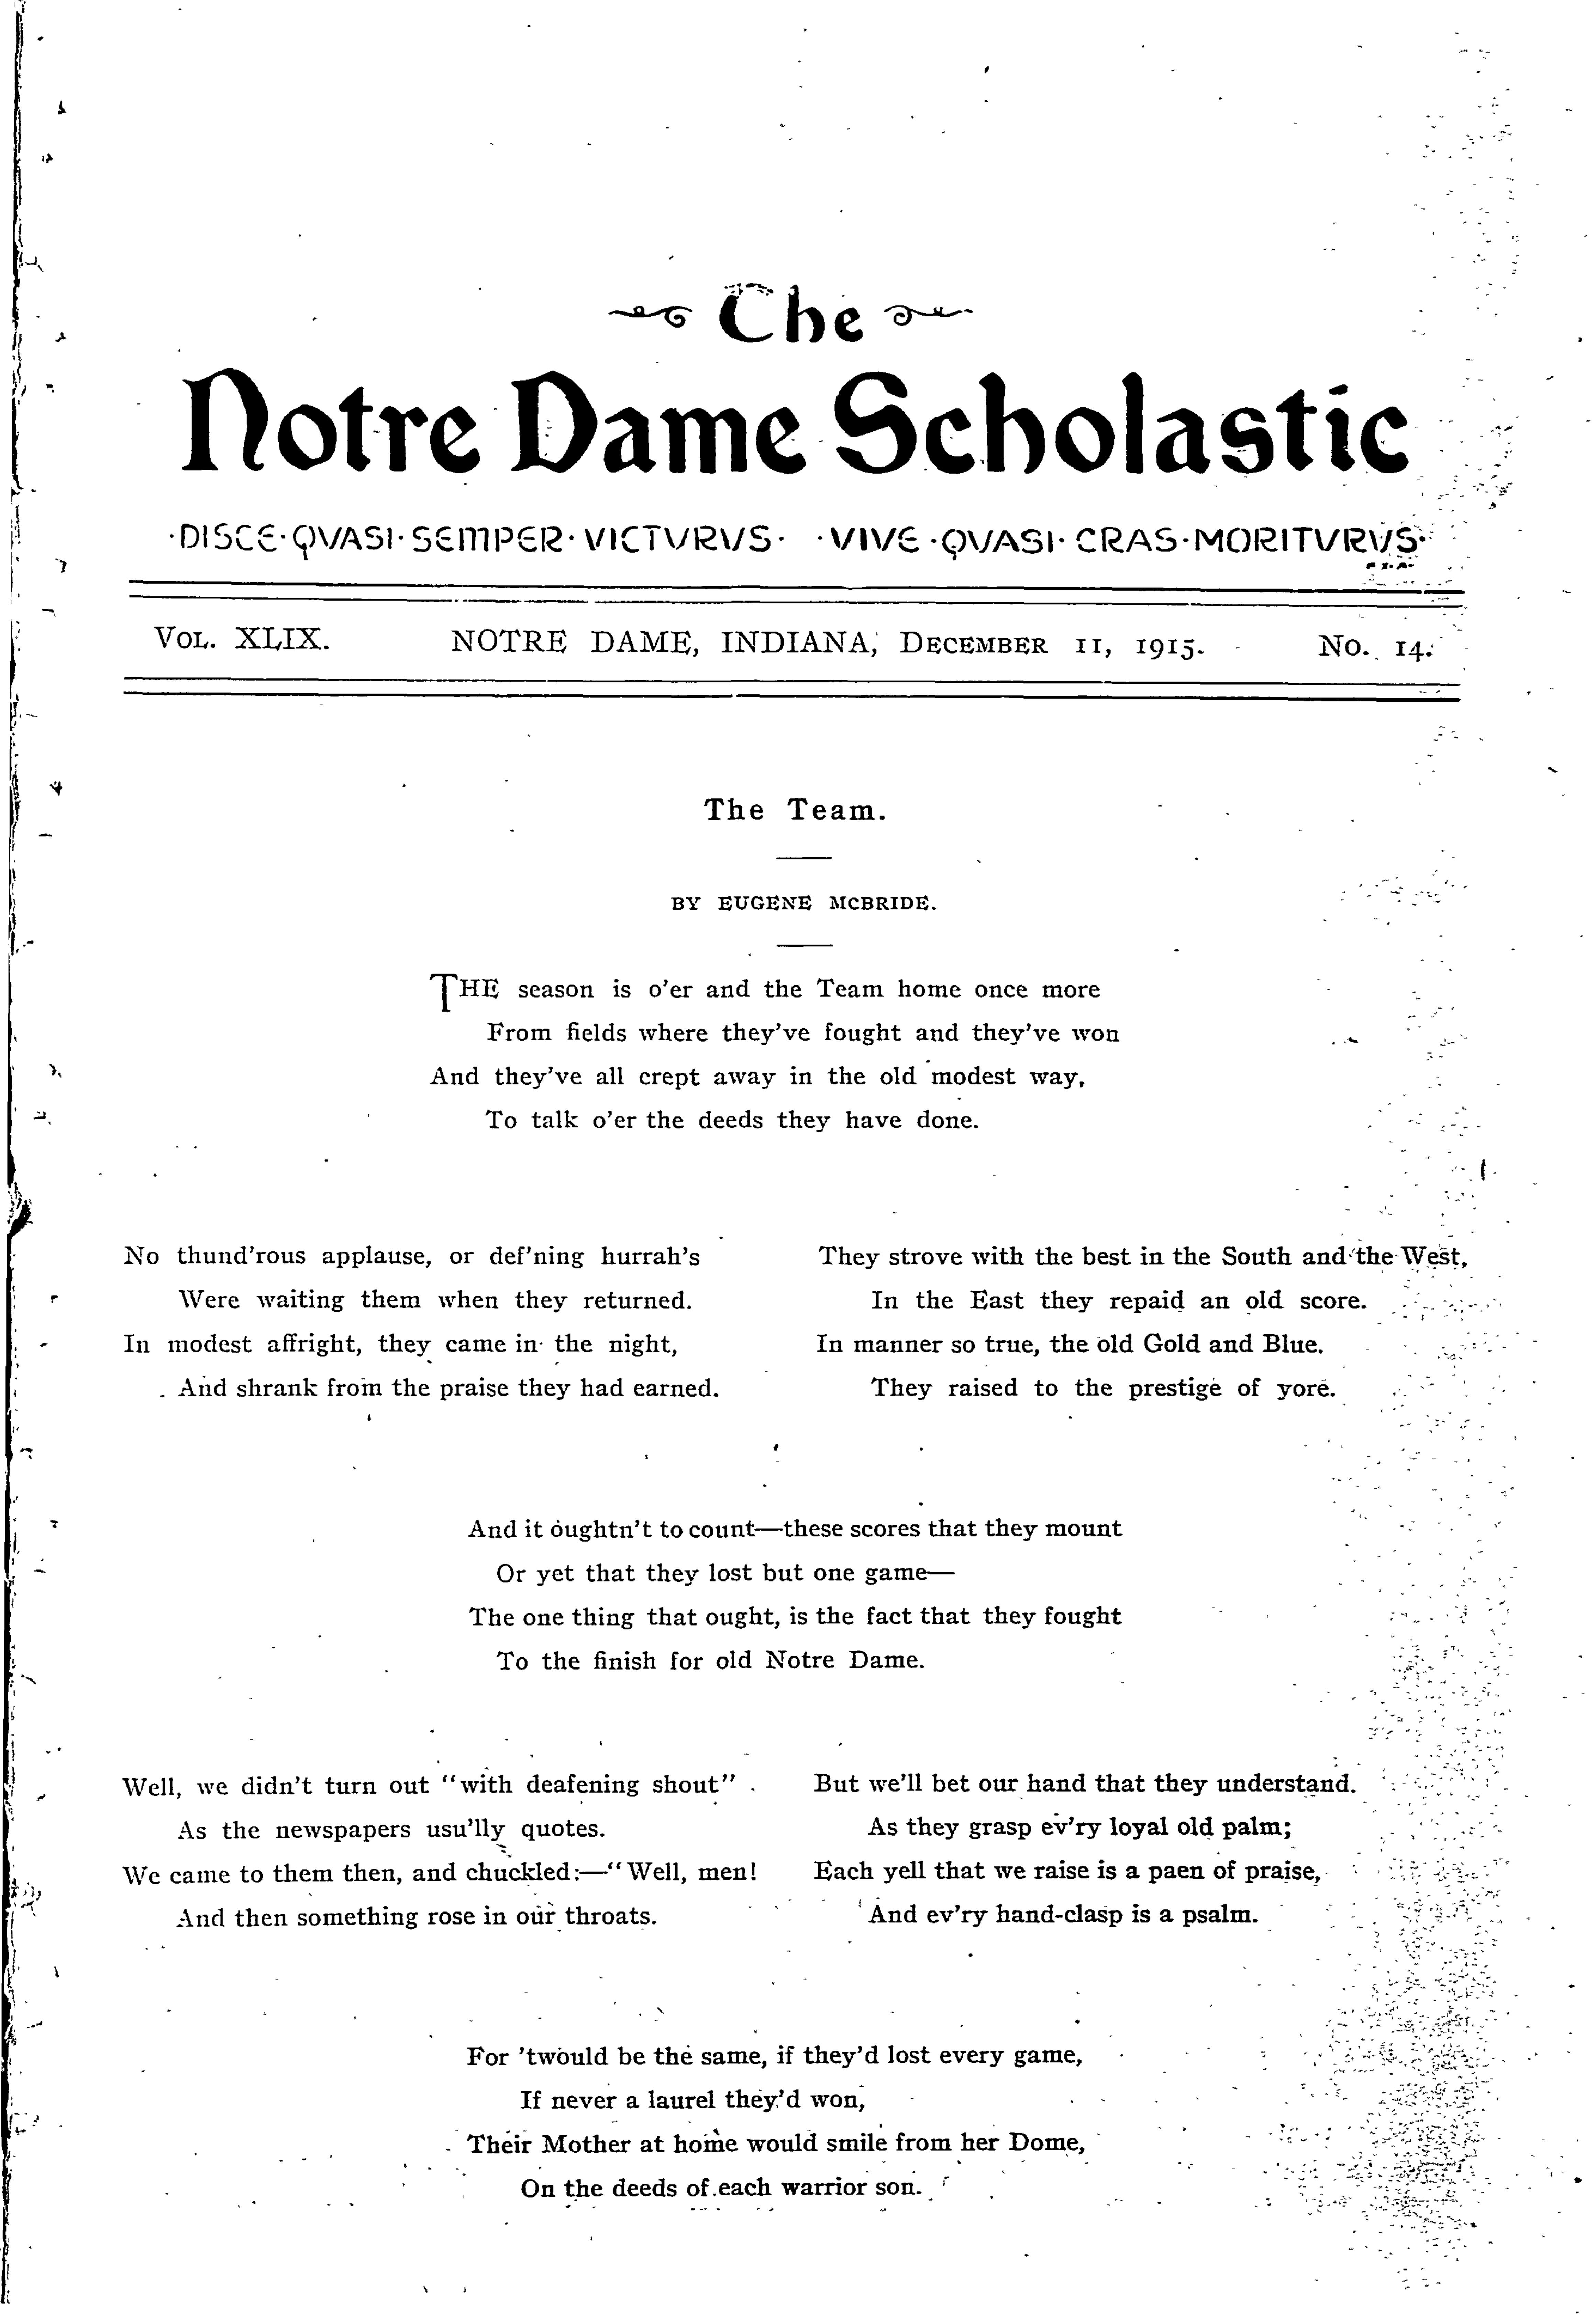 The
Notre Dame Scholastic
·DISCE·QVASI·SEMPER·VICTVRVS· ·VIVE·QVASI·CRAS·MORITVRVS·
VOL. XLIX. NOTRE DAME, INDIANA, DECEMBER 11, 1915. NO. 14.
The Team.
BY EUGENE MCBRIDE.
THE season is o'er and the Team home once more
From fields where they've fought and they've won
And they've all crept away in the old modest way,
To talk o'er the deeds they have done.
No thund'rous applause, or def'ning hurrah's
Were waiting them when they returned.
In modest affright, they came in the night,
And shrank from the praise they had earned.
They strove with the best in the South and the West,
In the East they repaid an old score.
In manner so true, the old Gold and Blue.
They raised to the prestige of yore.
And it oughtn't to count—these scores that they mount
Or yet that they lost but one game—
The one thing that ought, is the fact that they fought
To the finish for old Notre Dame.
Well, we didn't turn out "with deafening shout"
As the newspapers usu'lly quotes.
We came to them then, and chuckled:—"Well, men!
And then something rose in our throats.
But we'll bet our hand that they understand.
As they grasp ev'ry loyal old palm;
Each yell that we raise is a paen of praise,
And ev'ry hand-clasp is a psalm.
For 'twould be the same, if they'd lost every game,
If never a laurel they'd won,
Their Mother at home would smile from her Dome,
On the deeds of each warrior son.